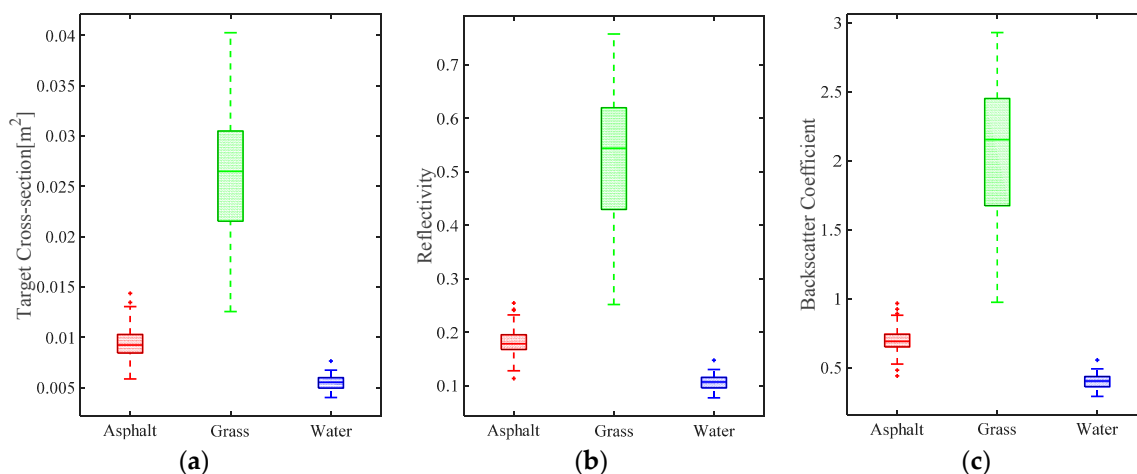 Target Cross-section[m²]
0.04
0.035
0.03
0.025
0.02
0.015
0.01
0.005
Asphalt Grass Water
(a)
Reflectivity
0.7
0.6
0.5
0.4
0.3
0.2
0.1
Asphalt Grass Water
(b)
Backscatter Coefficient
3
2.5
2
1.5
1
0.5
Asphalt Grass Water
(c)